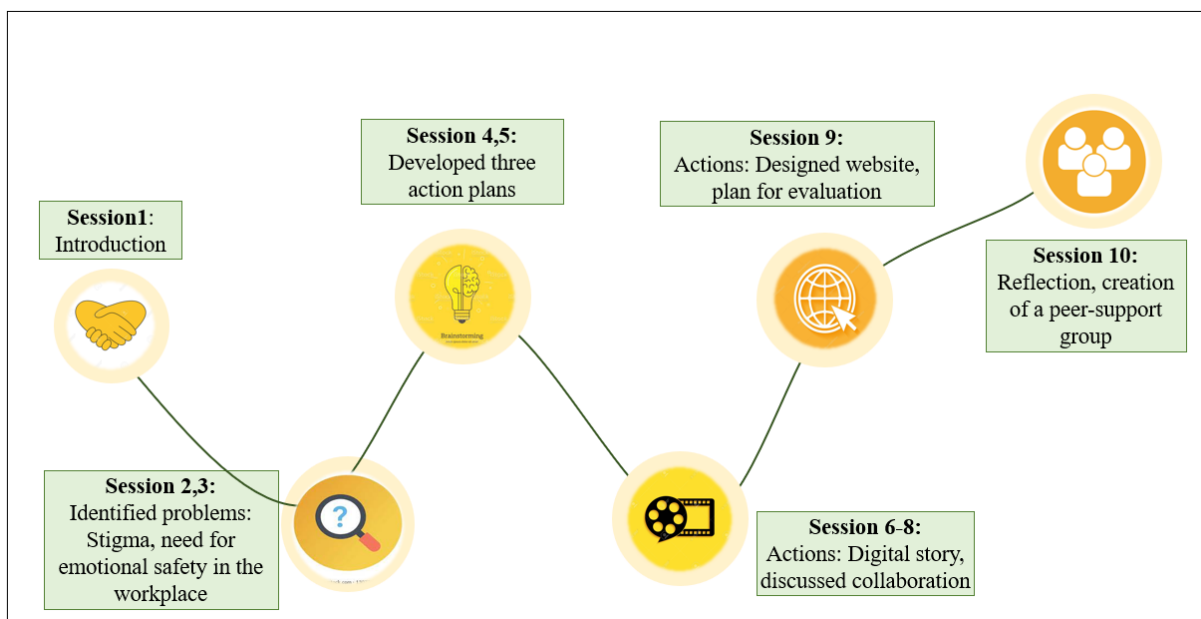 Session1:
Introduction
Session 2,3:
Identified problems:
Stigma, need for
emotional safety in the
workplace
Session 4,5:
Developed three
action plans
Brainstorming
?
Session 6-8:
Actions: Digital story,
discussed collaboration
Session 9:
Actions: Designed website,
plan for evaluation
Session 10:
Reflection, creation
of a peer-support
group